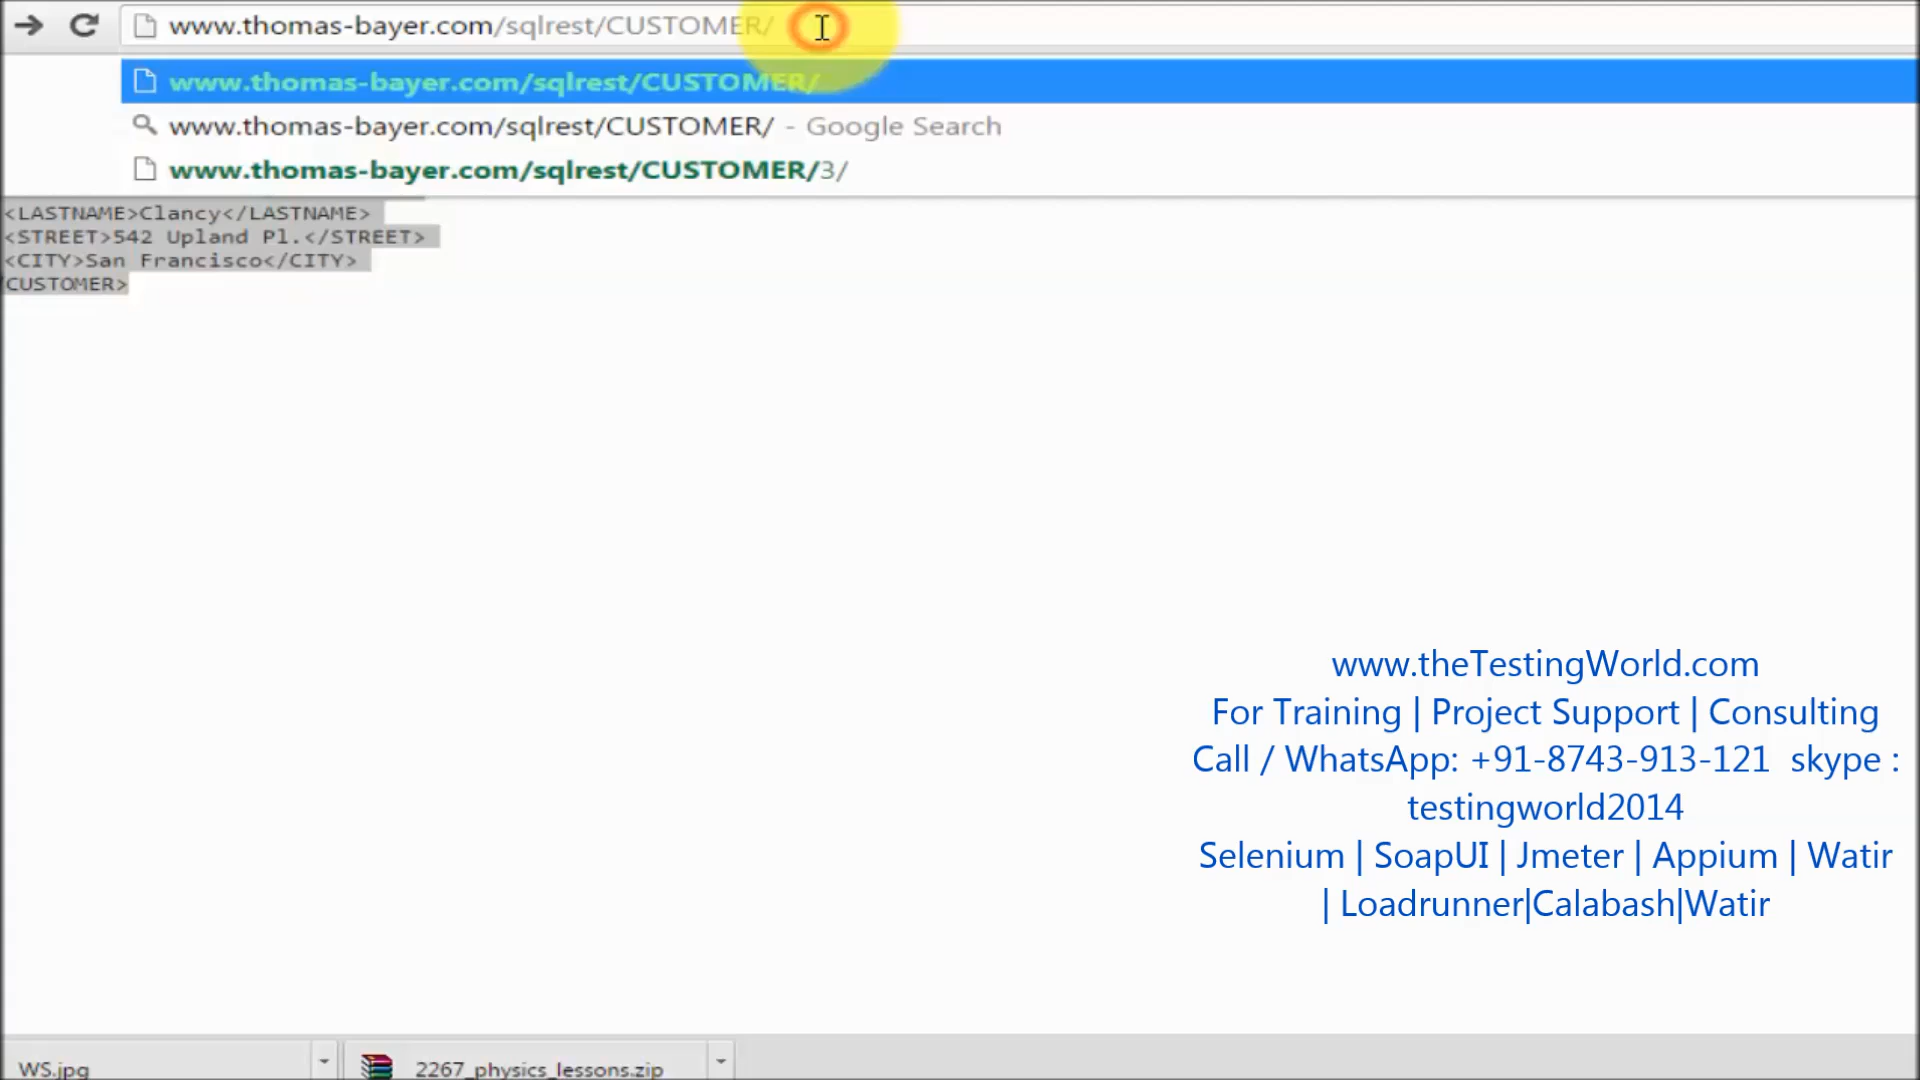 www.thomas-bayer.com/sqlrest/CUSTOMER/
www.thomas-bayer.com/sqlrest/CUSTOMER/
www.thomas-bayer.com/sqlrest/CUSTOMER/ - Google Search
www.thomas-bayer.com/sqlrest/CUSTOMER/3/
<LASTNAME>Clancy</LASTNAME>
<STREET>542 Upland Pl.</STREET>
<CITY>San Francisco</CITY>
/CUSTOMER>
www.theTestingWorld.com
For Training | Project Support | Consulting
Call / WhatsApp: +91-8743-913-121 skype :
testingworld2014
Selenium | SoapUI | Jmeter | Appium | Watir
| Loadrunner|Calabash|Watir
WS.jpg
2267_physics_lessons.zip